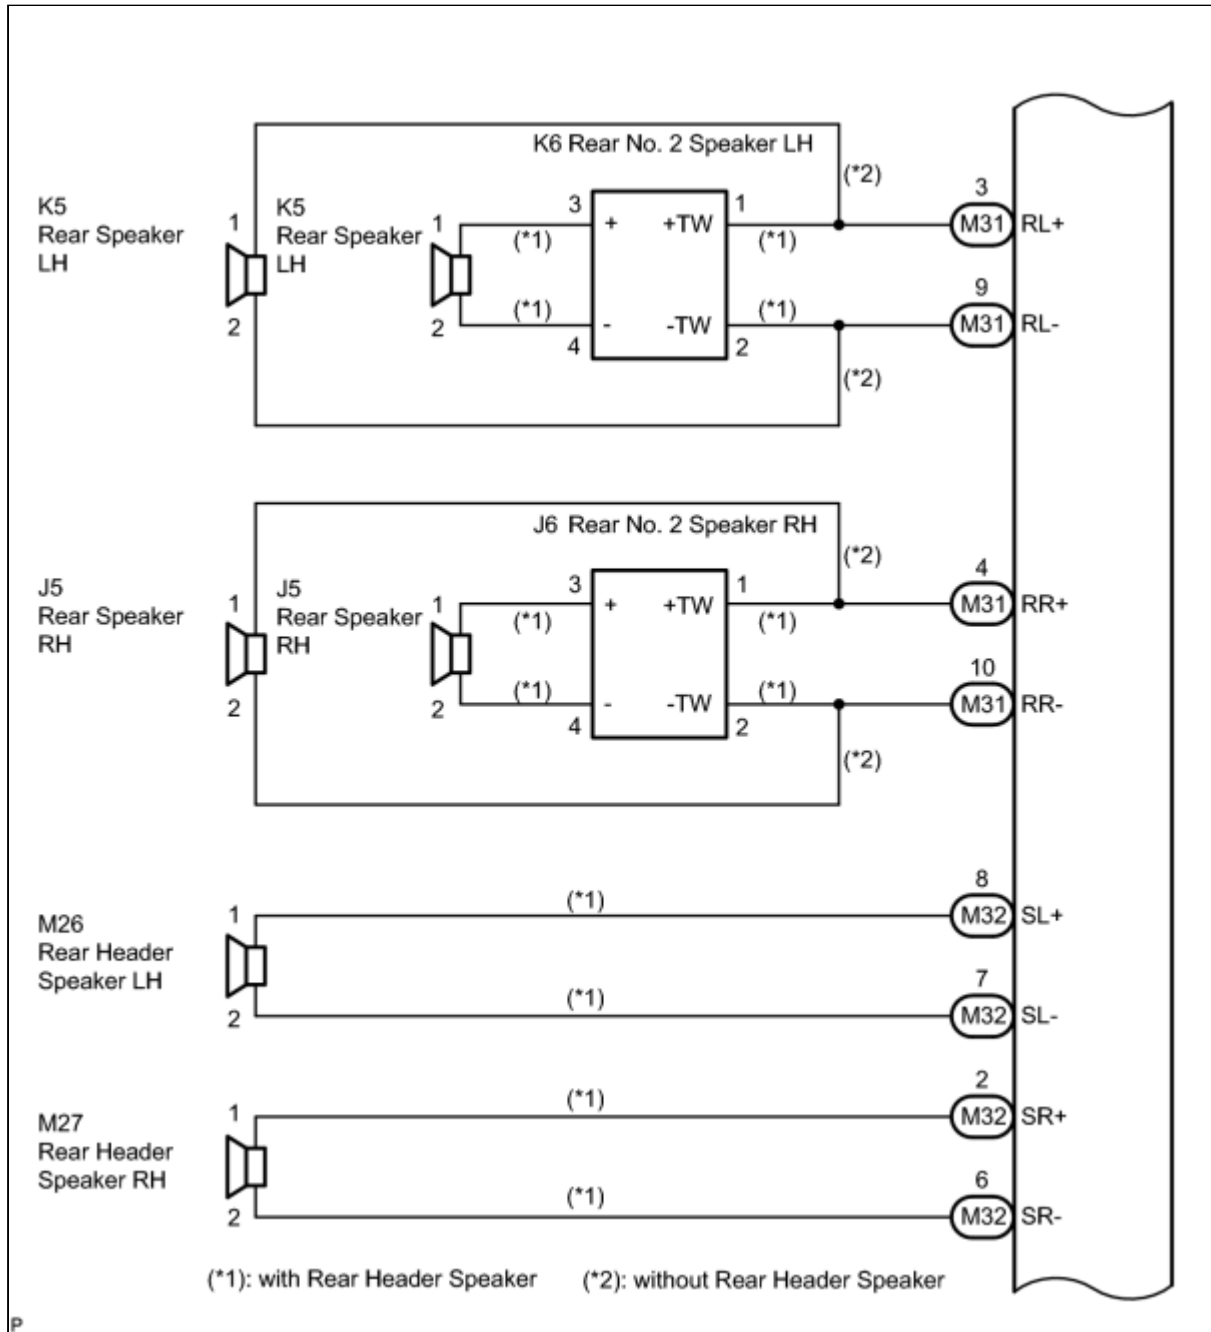 K6 Rear No. 2 Speaker LH
(*2)
K5
Rear Speaker
LH
1
2
K5
Rear Speaker
LH
1
2
3
(*1)
+
+TW
1
(*1)
(*1)
4
-
-TW
2
(*1)
(*2)
3
M31 RL+
9
M31 RL-
J6 Rear No. 2 Speaker RH
(*2)
J5
Rear Speaker
RH
1
2
J5
Rear Speaker
RH
1
2
3
(*1)
+
+TW
1
(*1)
(*1)
4
-
-TW
2
(*1)
(*2)
4
M31 RR+
10
M31 RR-
M26
Rear Header
Speaker LH
1
2
(*1)
(*1)
8
M32 SL+
7
M32 SL-
M27
Rear Header
Speaker RH
1
2
(*1)
(*1)
2
M32 SR+
6
M32 SR-
(*1): with Rear Header Speaker (*2): without Rear Header Speaker
P